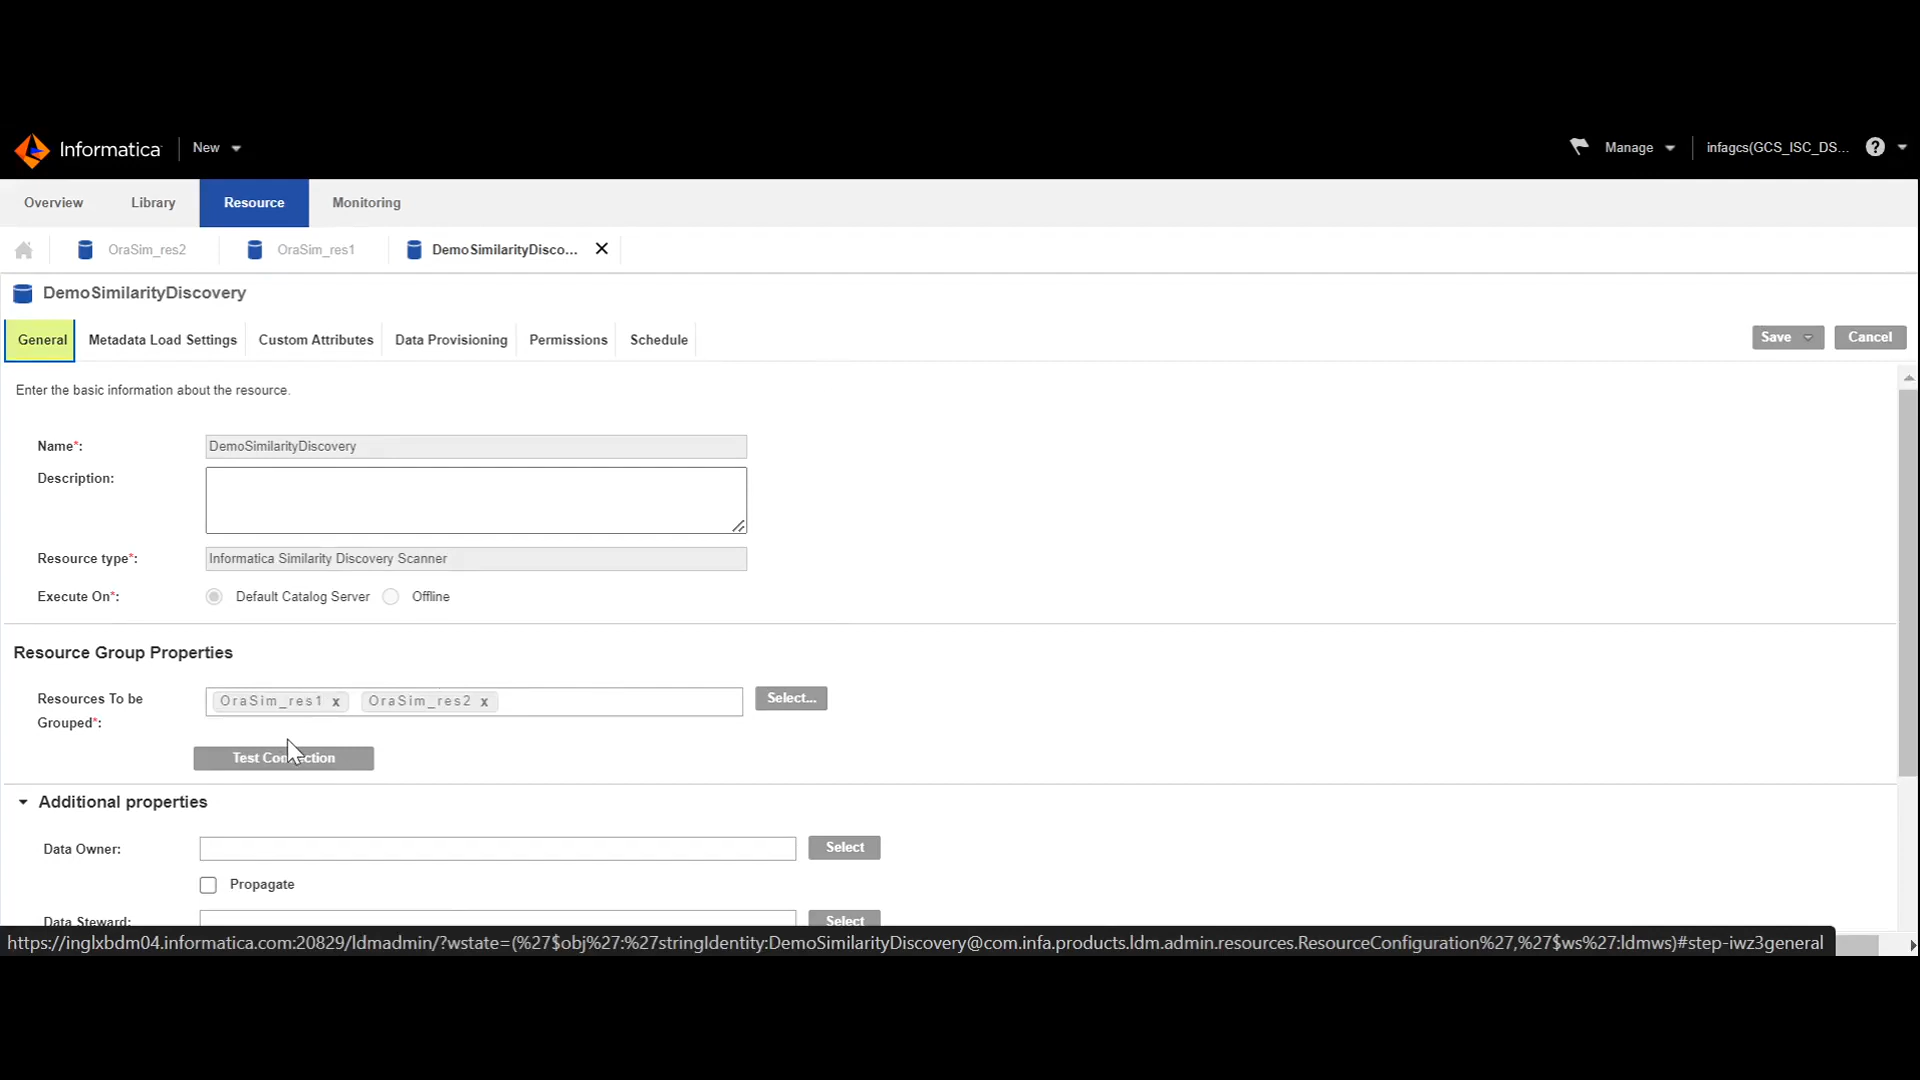 Informatica New Manage infagcs(GCS_ISC_DS... ?
Overview Library Resource Monitoring
OraSim_res2 OraSim_res1 DemoSimilarityDisco... X
DemoSimilarityDiscovery
General Metadata Load Settings Custom Attributes Data Provisioning Permissions Schedule Save Cancel
Enter the basic information about the resource.
Name*: DemoSimilarityDiscovery
Description:
Resource type*: Informatica Similarity Discovery Scanner
Execute On*: Default Catalog Server Offline
Resource Group Properties
Resources To be OraSim_res1 x OraSim_res2 x Select...
Grouped*:
Test Connection
Additional properties
Data Owner: Select
Propagate
Data Steward: Select
https://inglxbdm04.informatica.com:20829/ldmadmin/?wstate=(%27$obj%27:%27stringIdentity:DemoSimilarityDiscovery@com.infa.products.ldm.admin.resources.ResourceConfiguration%27,%27$ws%27:ldmws)#step-iwz3general